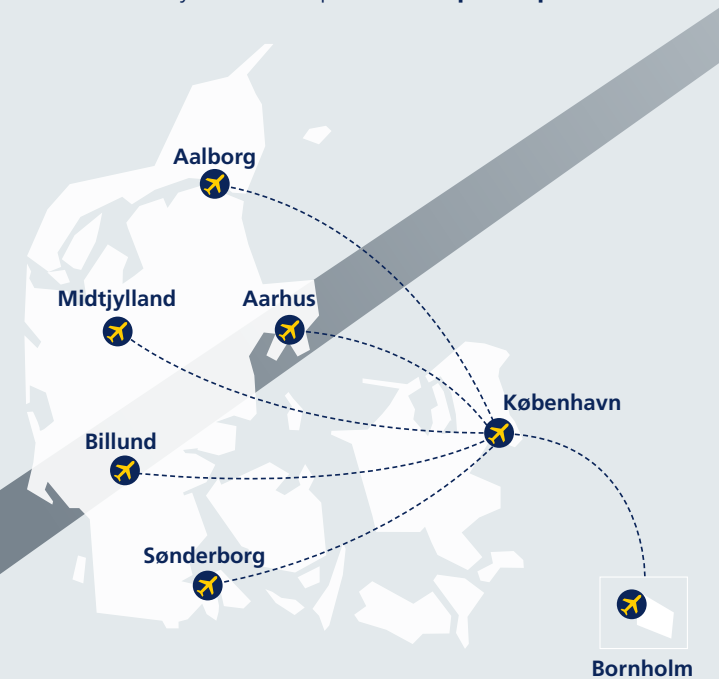 Aalborg
Midtjylland
Aarhus
København
Billund
Sønderborg
Bornholm